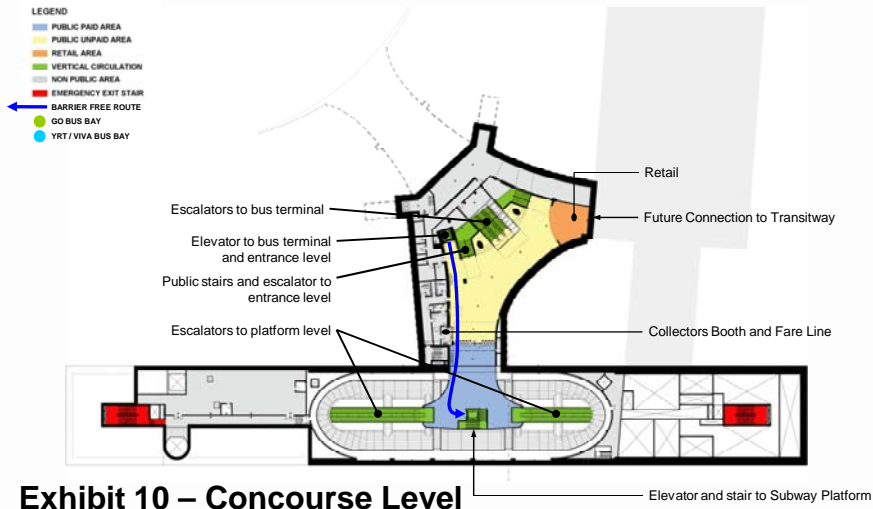 LEGEND
PUBLIC PAID AREA
PUBLIC UNPAID AREA
RETAIL AREA
VERTICAL CIRCULATION
NON PUBLIC AREA
EMERGENCY EXIT STAIR
BARRIER FREE ROUTE
GO BUS BAY
YRT / VIVA BUS BAY
Retail
Escalators to bus terminal
Future Connection to Transitway
Elevator to bus terminal
and entrance level
Public stairs and escalator to
entrance level
Escalators to platform level
Collectors Booth and Fare Line
Exhibit 10 – Concourse Level
Elevator and stair to Subway Platform